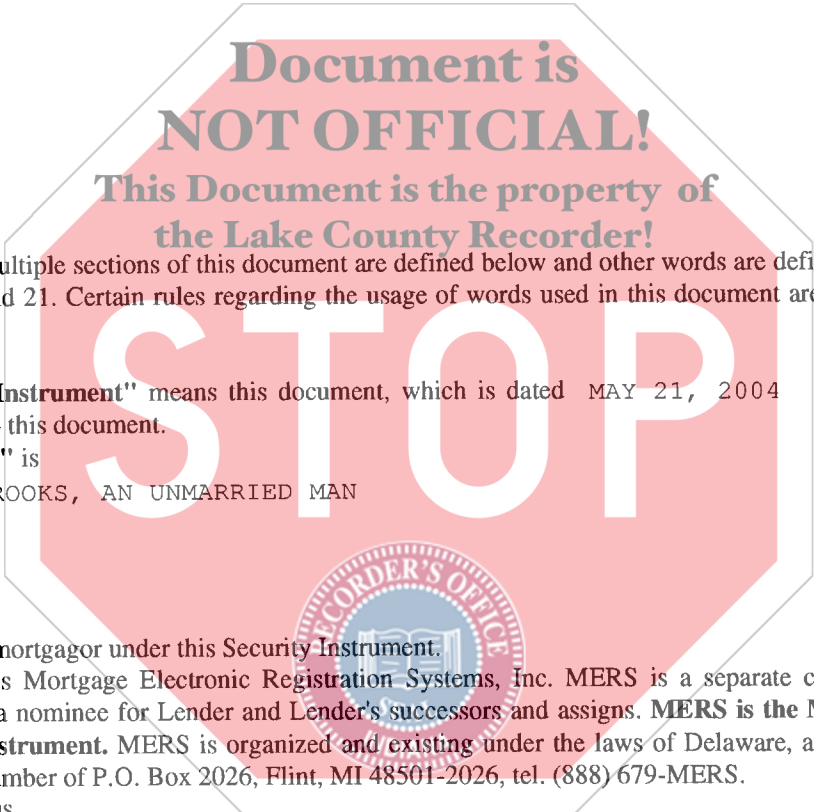 Document is
NOT OFFICIAL!
This Document is the property of
the Lake County Recorder!
ultiple sections of this document are defined below and other words are defi
d 21. Certain rules regarding the usage of words used in this document are
STOP
Instrument" means this document, which is dated MAY 21, 2004
this document.
" is
ROOKS, AN UNMARRIED MAN
RECORDER'S OFFICE
mortgagor under this Security Instrument.
s Mortgage Electronic Registration Systems, Inc. MERS is a separate c
a nominee for Lender and Lender's successors and assigns. MERS is the M
strument. MERS is organized and existing under the laws of Delaware, a
mber of P.O. Box 2026, Flint, MI 48501-2026, tel. (888) 679-MERS.